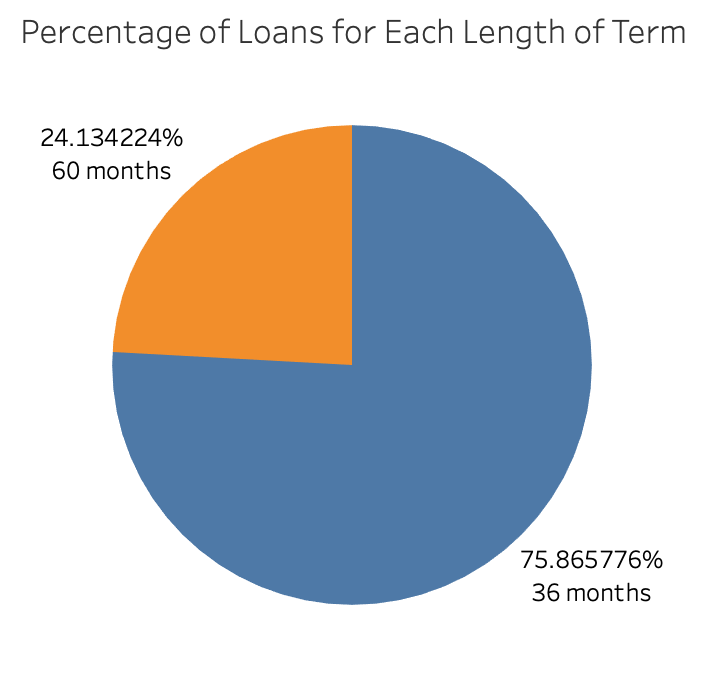 Percentage of Loans for Each Length of Term
24.134224%
60 months
75.865776%
36 months